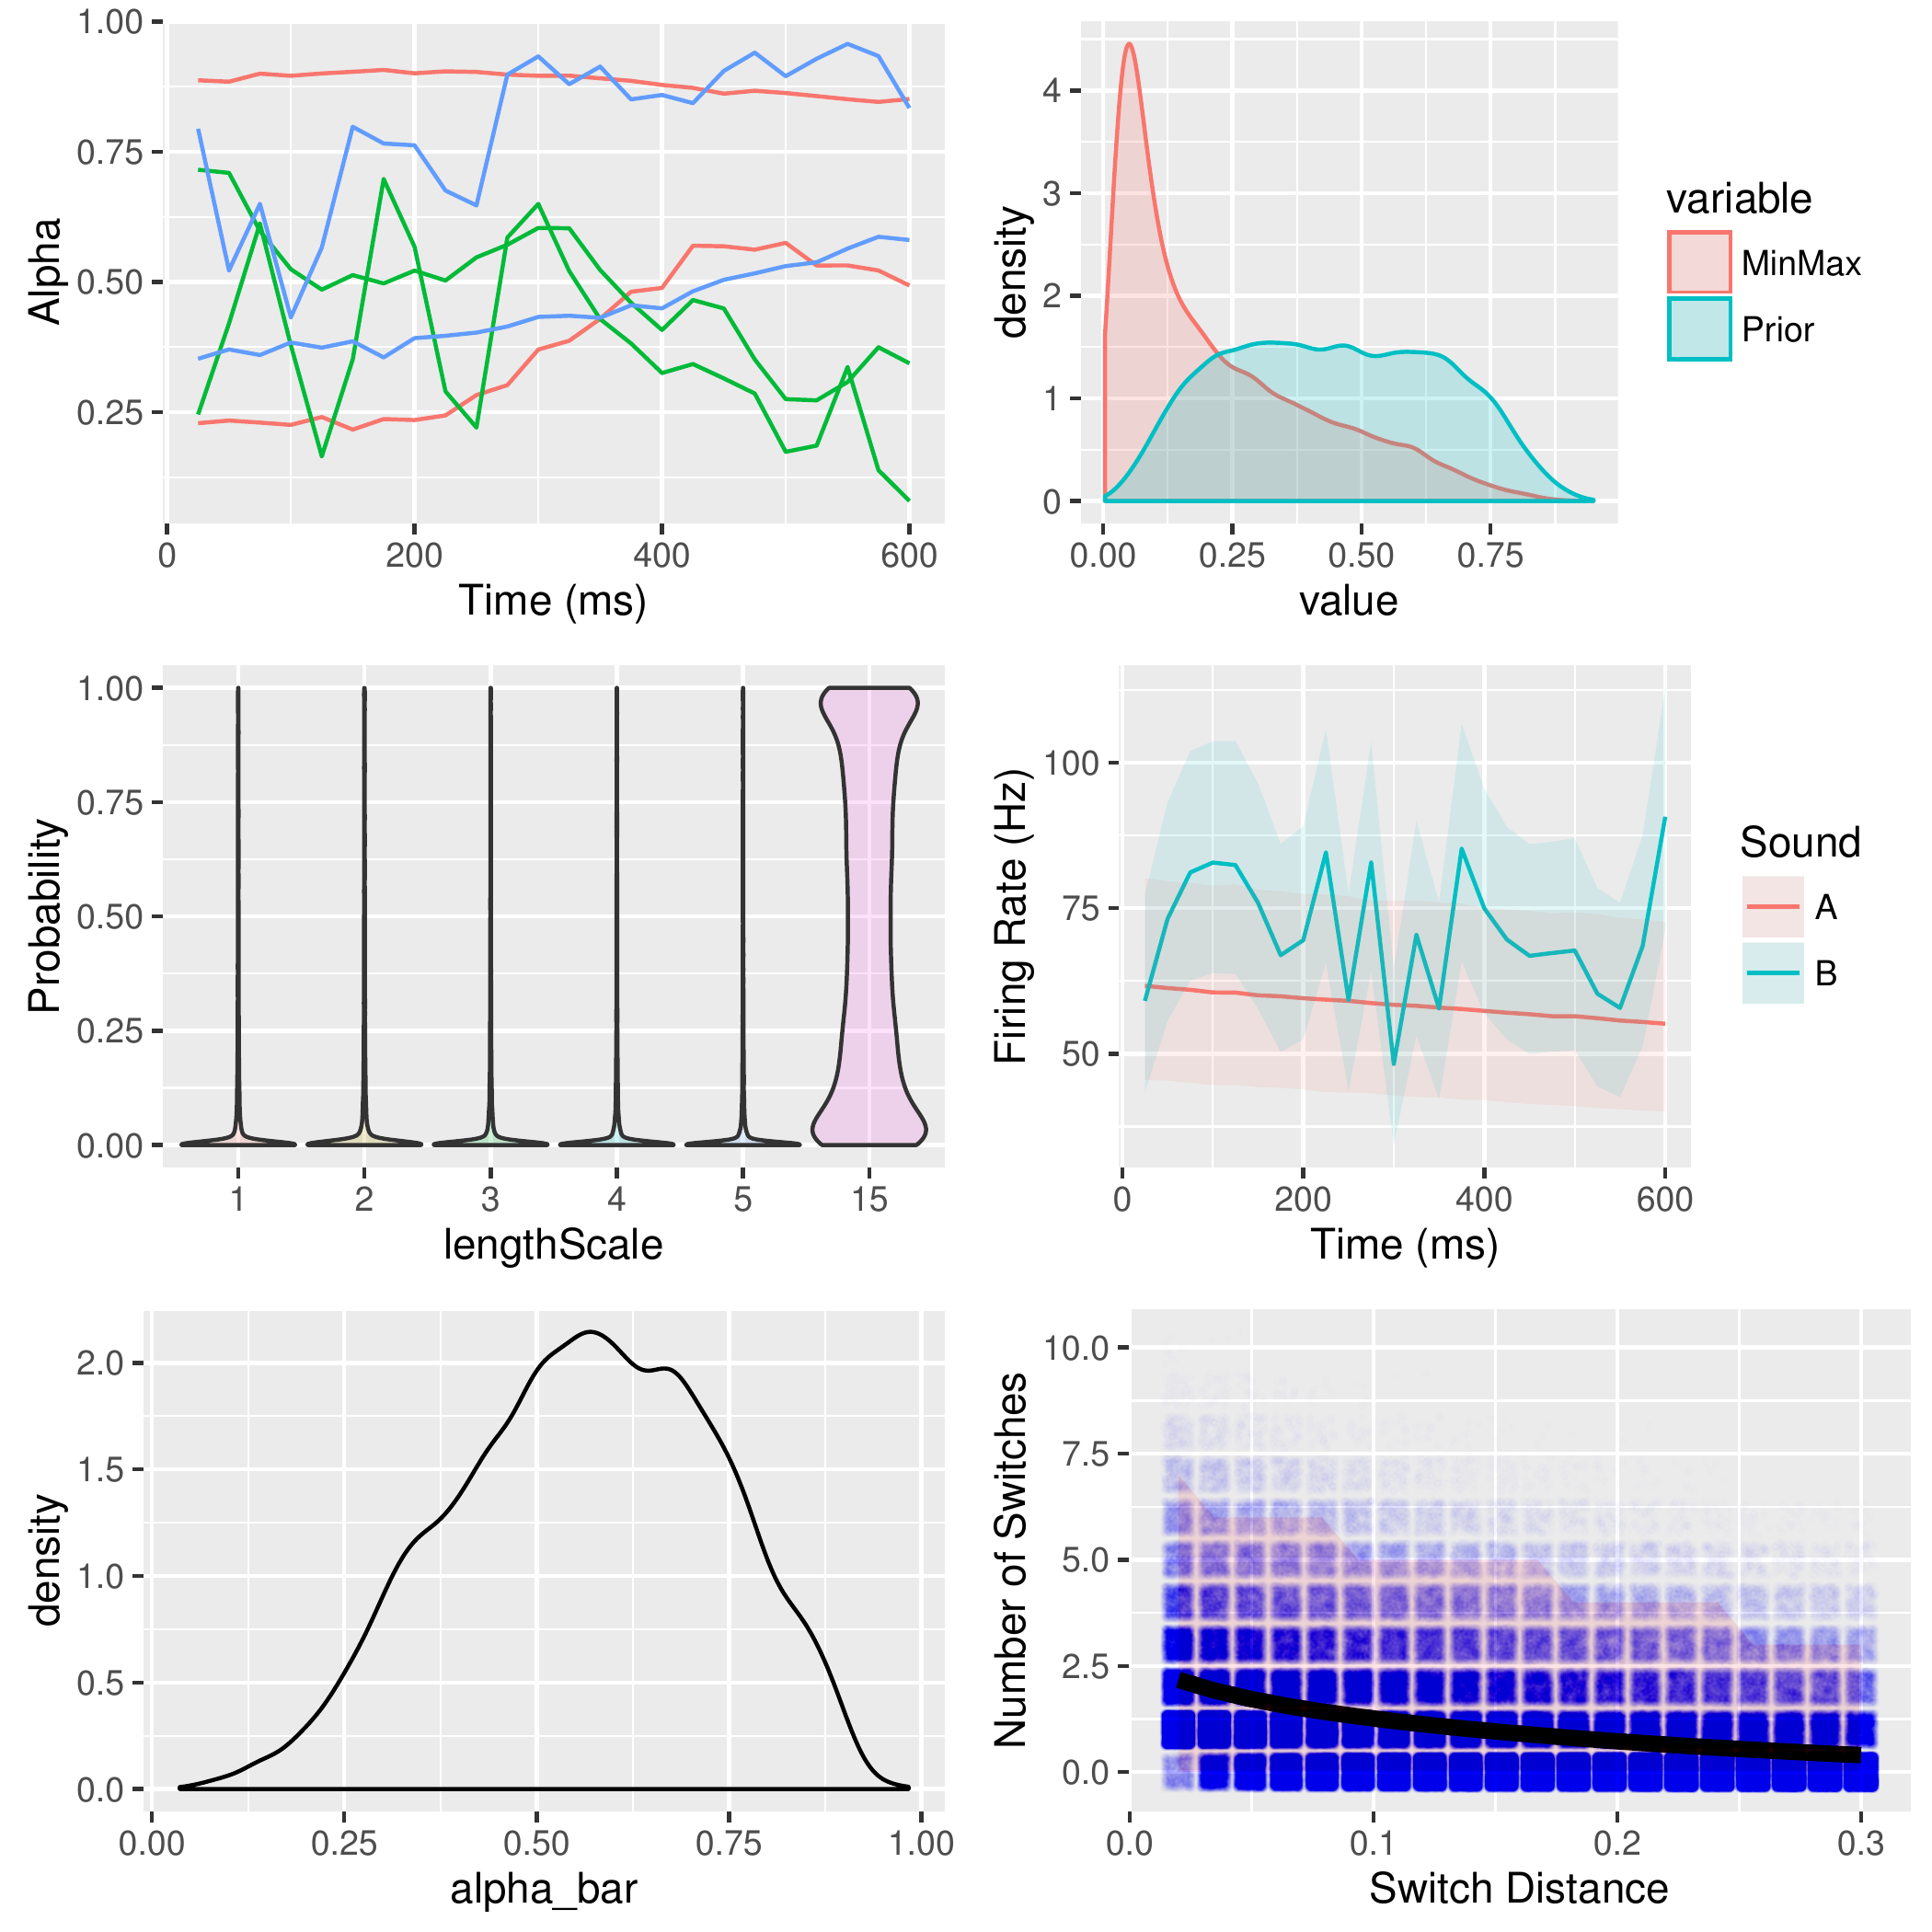 1.00
0.75
0.50
0.25
Alpha
0 200 400 600
Time (ms)
4
3
2
1
0
density
0.00 0.25 0.50 0.75
value
variable
MinMax
Prior
1.00
0.75
0.50
0.25
0.00
Probability
1 2 3 4 5 15
lengthScale
100
75
50
Firing Rate (Hz)
0 200 400 600
Time (ms)
Sound
A
B
2.0
1.5
1.0
0.5
0.0
density
0.00 0.25 0.50 0.75 1.00
alpha_bar
10.0
7.5
5.0
2.5
0.0
Number of Switches
0.0 0.1 0.2 0.3
Switch Distance